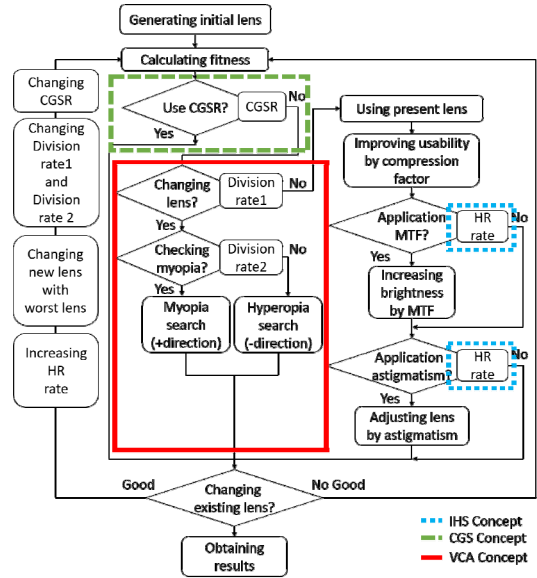 Generating initial lens
Calculating fitness
Changing
CGSR
Use CGSR?
CGSR
No
Yes
Using present lens
Changing
Division
rate1
and
Division
rate 2
Improving usability
by compression
factor
Changing
lens?
Division
rate1
No
Yes
Application
MTF?
HR
rate
No
Yes
Checking
myopia?
Division
rate2
No
Yes
Changing
new lens
with
worst lens
Increasing
brightness
by MTF
Myopia
search
(+direction)
Hyperopia
search
(-direction)
Increasing
HR
rate
Application
astigmatism?
HR
rate
No
Yes
Adjusting lens
by astigmatism
Good
No Good
Changing
existing lens?
Obtaining
results
IHS Concept
CGS Concept
VCA Concept